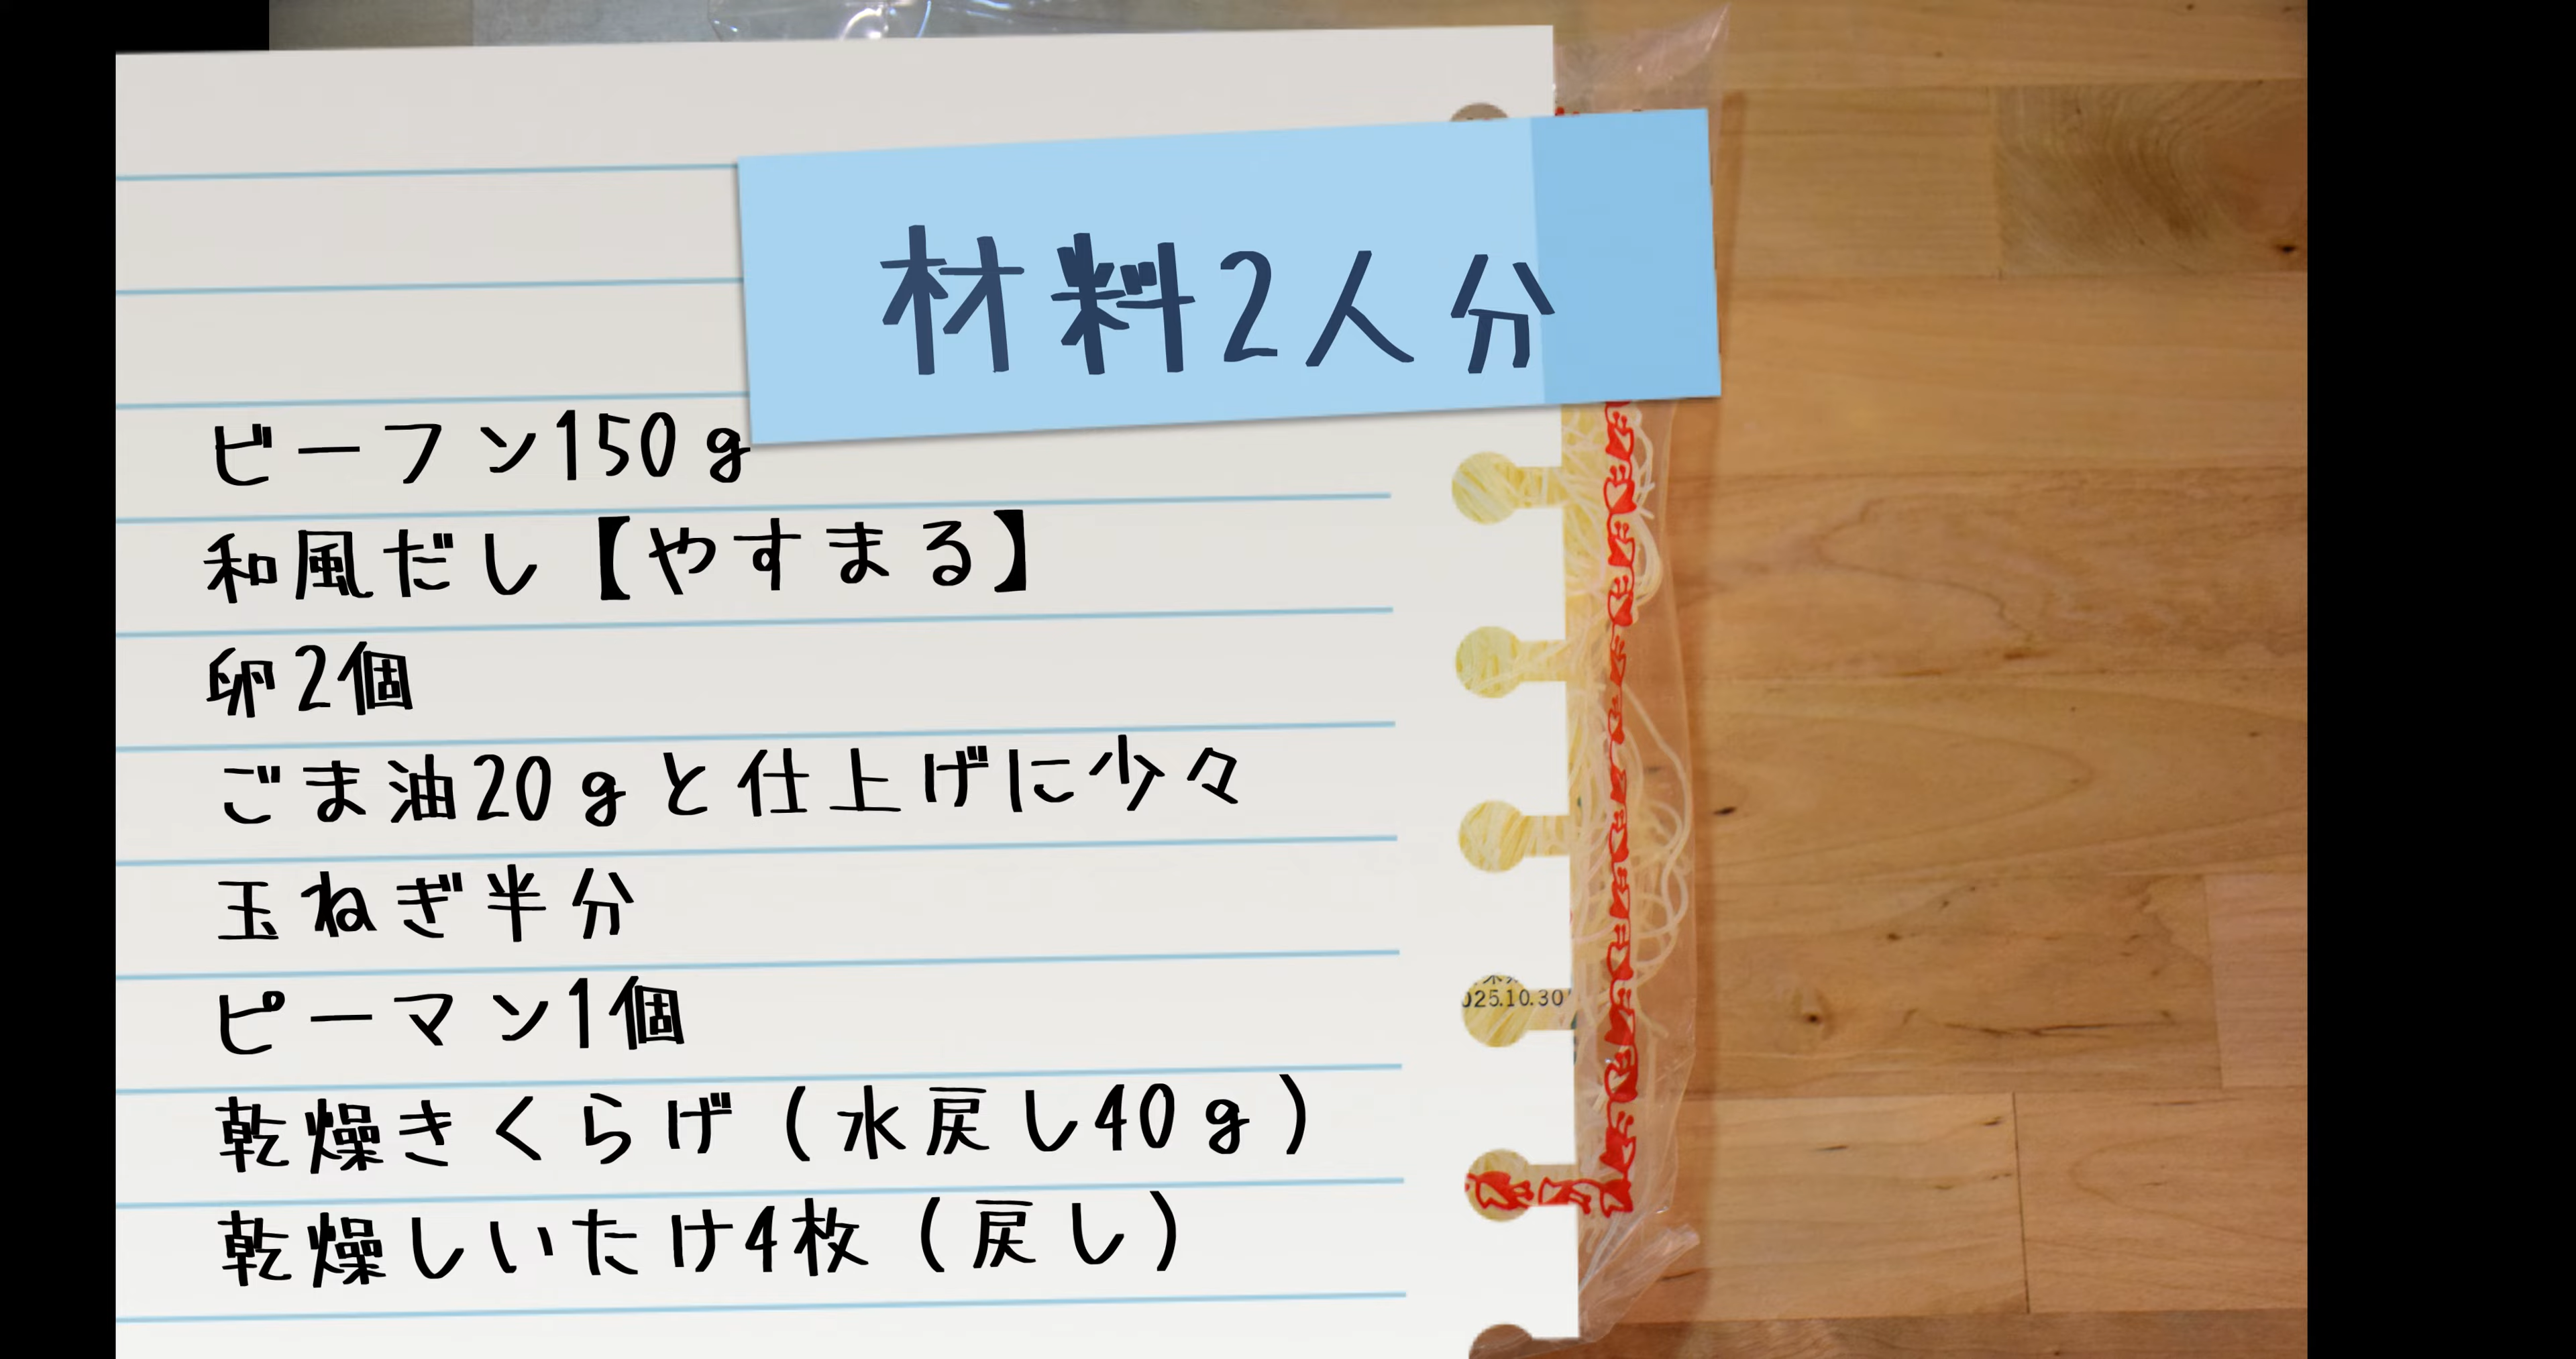 材料2人分
ビーフン150g
和風だし【やすまる】
卵2個
ごま油20gと仕上げに少々
玉ねぎ半分
ピーマン1個
025.10.30
乾燥きくらげ(水戻し40g)
乾燥しいたけ4枚(戻し)